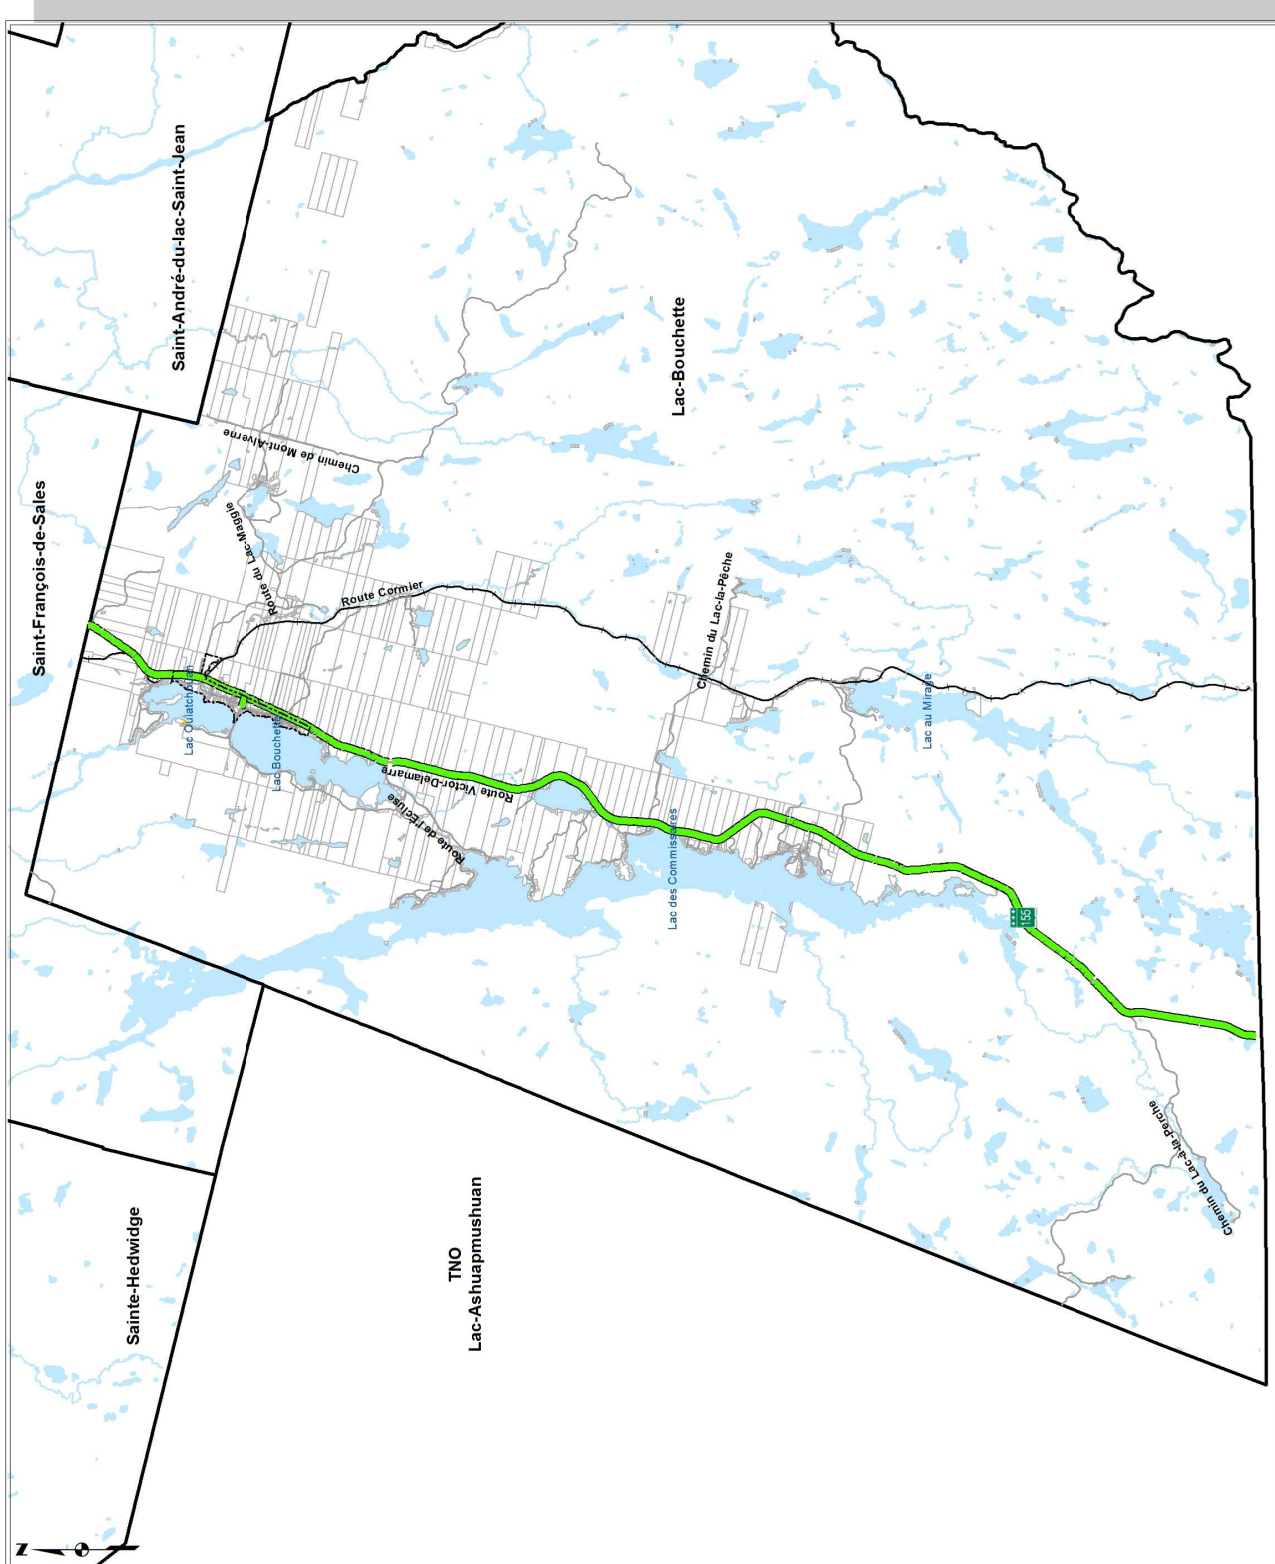 Saint-André-du-lac-Saint-Jean
Saint-François-de-Sales
Lac-Bouchette
Chemin de Mont-Alverne
Route du Lac-Maggie
Route Cormier
Chemin du Lac-la-Pêche
Lac Ouiatchouan
Lac Bouchette
Route Victor-Delamarre
Route de l'Écluse
Lac au Mirage
Lac des Commissaires
155
Chemin du Lac-à-la-Perche
Sainte-Hedwidge
TNO
Lac-Ashuapmushuan
N